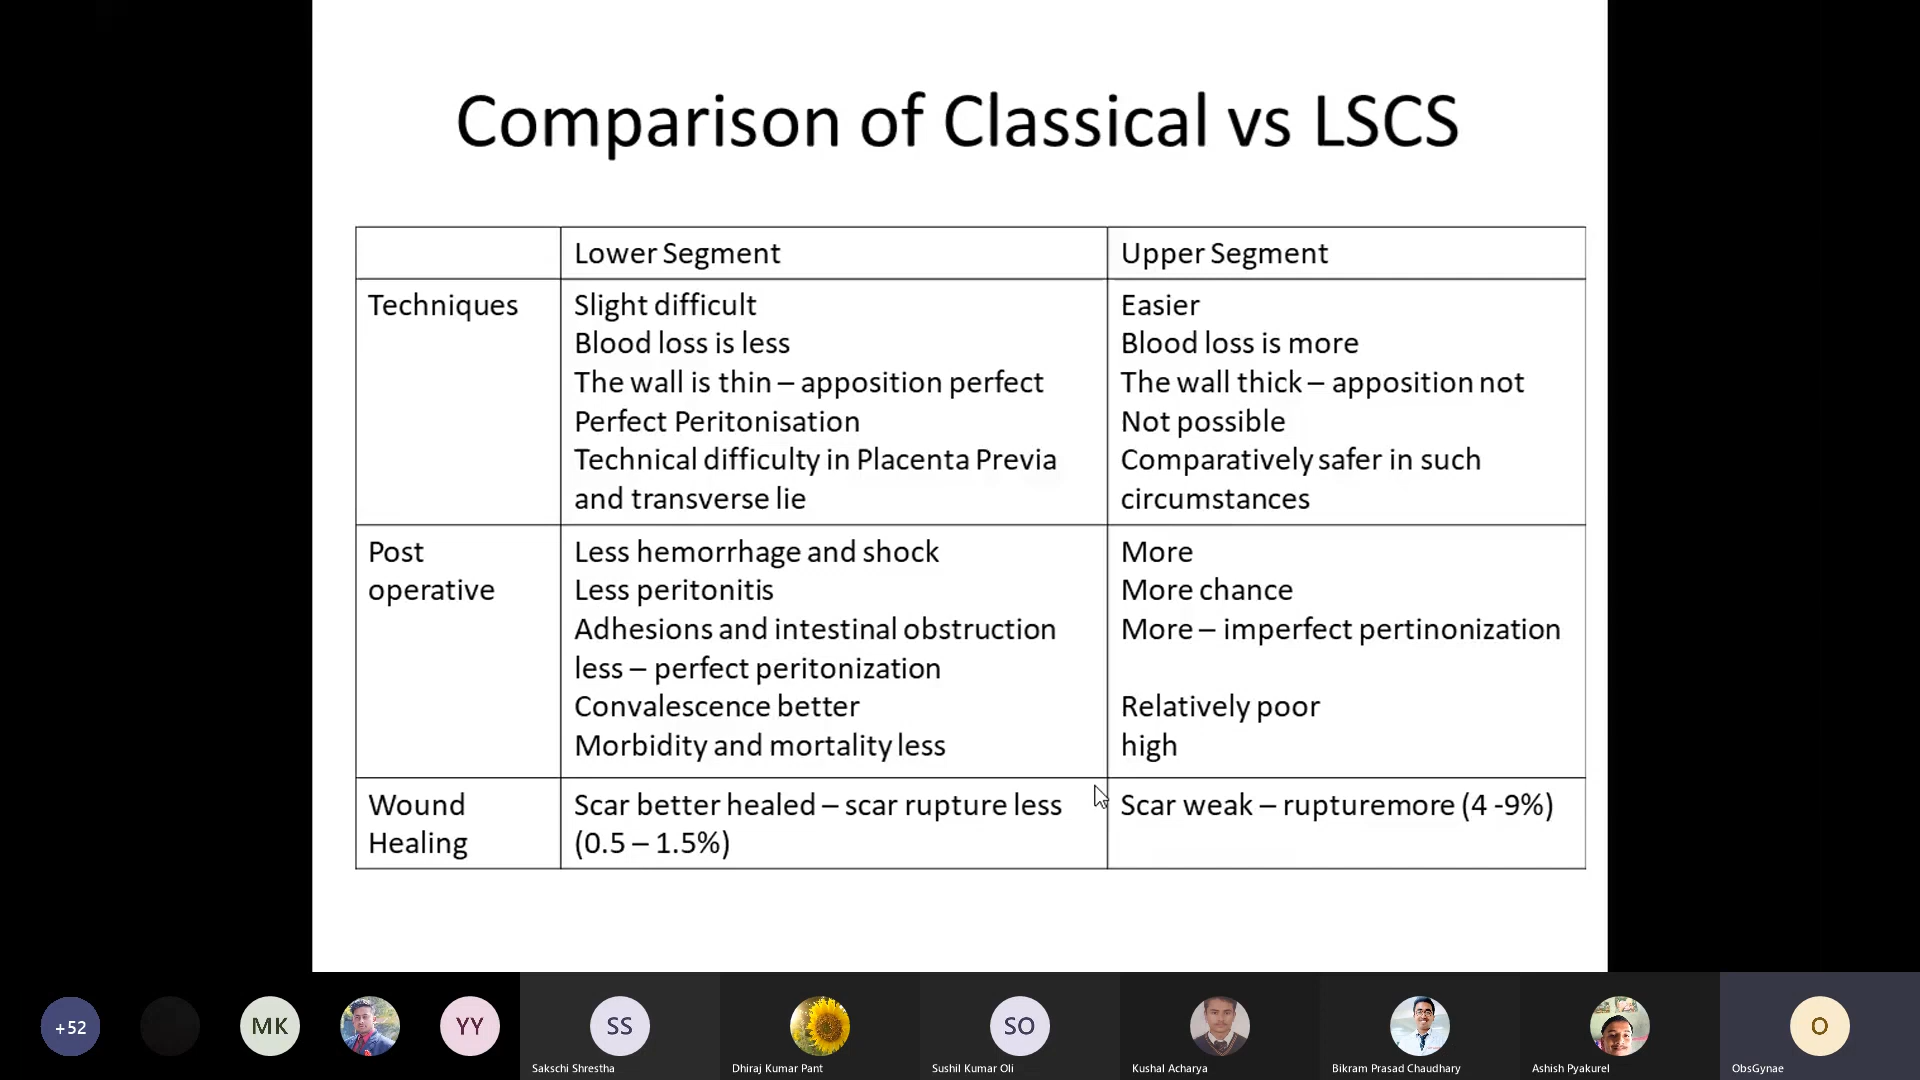 Comparison of Classical vs LSCS
Lower Segment
Upper Segment
Techniques
Slight difficult
Blood loss is less
The wall is thin – apposition perfect
Perfect Peritonisation
Technical difficulty in Placenta Previa
and transverse lie
Easier
Blood loss is more
The wall thick – apposition not
Not possible
Comparatively safer in such
circumstances
Post
operative
Less hemorrhage and shock
Less peritonitis
Adhesions and intestinal obstruction
less – perfect peritonization
Convalescence better
Morbidity and mortality less
More
More chance
More – imperfect pertinonization
Relatively poor
high
Wound
Healing
Scar better healed – scar rupture less
(0.5 – 1.5%)
Scar weak – rupturemore (4 -9%)
+52
MK
YY
SS
Sakschi Shrestha
Dhiraj Kumar Pant
SO
Sushil Kumar Oli
Kushal Acharya
Bikram Prasad Chaudhary
Ashish Pyakurel
O
ObsGynae